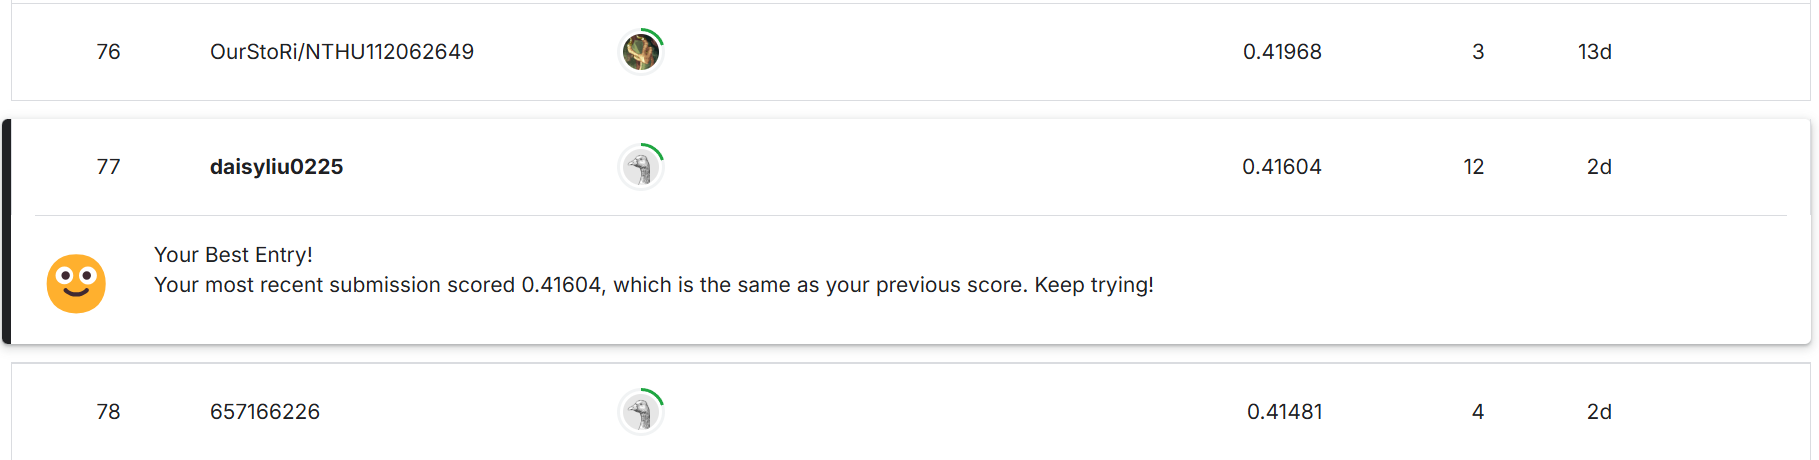 76 OurStoRi/NTHU112062649 0.41968 3 13d
77 daisyliu0225 0.41604 12 2d
Your Best Entry!
Your most recent submission scored 0.41604, which is the same as your previous score. Keep trying!
78 657166226 0.41481 4 2d